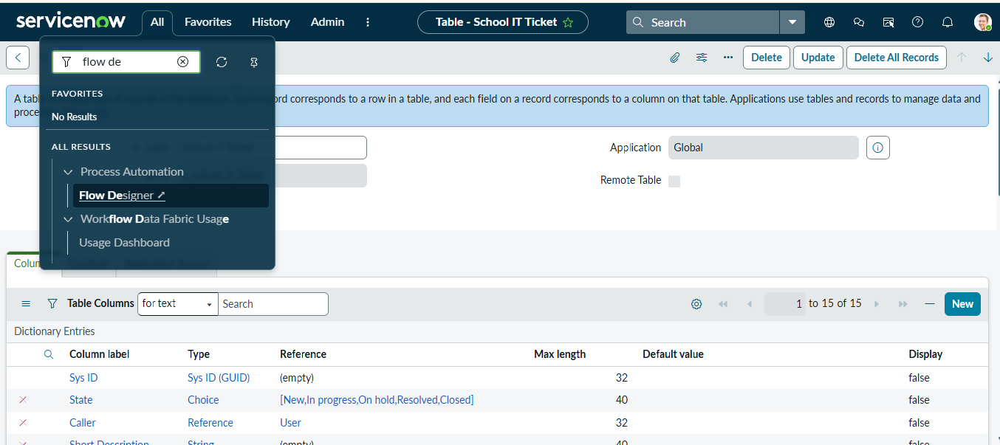 servicenow All Favorites History Admin Table - School IT Ticket Search
flow de Delete Update Delete All Records
FAVORITES
A table cord corresponds to a row in a table, and each field on a record corresponds to a column on that table. Applications use tables and records to manage data and
proce
No Results
ALL RESULTS
Application Global
Process Automation
Remote Table
Flow Designer
Workflow Data Fabric Usage
Usage Dashboard
Colum
Table Columns for text Search 1 to 15 of 15 New
Dictionary Entries
Column label Type Reference Max length Default value Display
Sys ID Sys ID (GUID) (empty) 32 false
State Choice [New,In progress,On hold,Resolved,Closed] 40 false
Caller Reference User 32 false
Short Description String (empty) 40 false